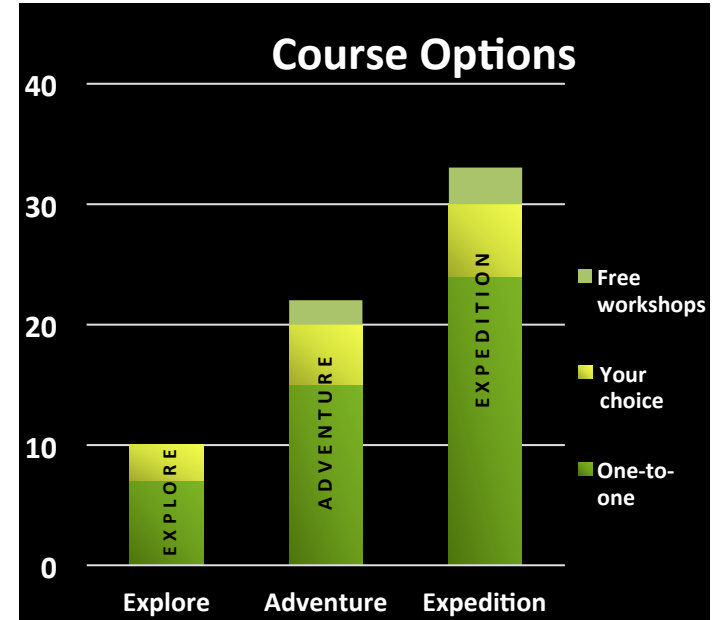 Course Options
40
30
20
10
0
EXPLORE
ADVENTURE
EXPEDITION
Explore
Adventure
Expedition
Free
workshops
Your
choice
One-to-
one